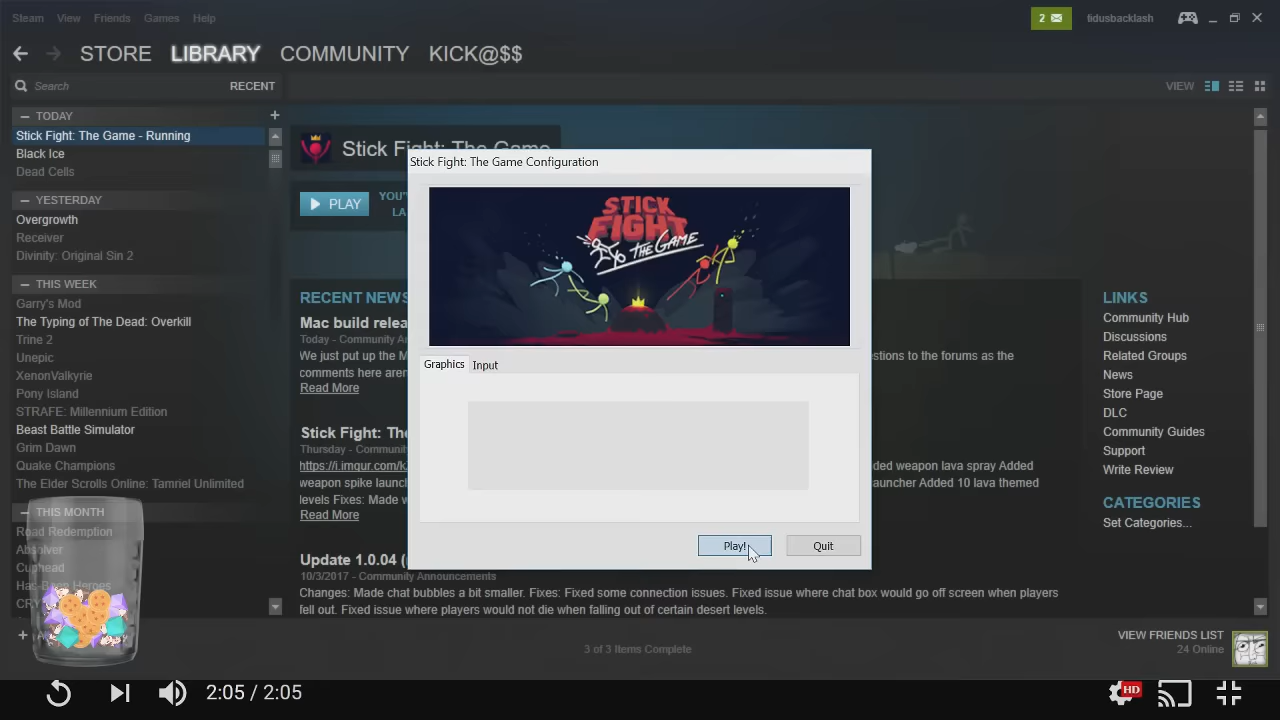 Steam View Friends Games Help
2
tidusbacklash
STORE LIBRARY COMMUNITY KICK@$$
Search
RECENT
VIEW
— TODAY +
Stick Fight: The Game - Running
Black Ice
Dead Cells
— YESTERDAY
Overgrowth
Receiver
Divinity: Original Sin 2
— THIS WEEK
Garry's Mod
The Typing of The Dead: Overkill
Trine 2
Unepic
XenonValkyrie
Pony Island
STRAFE: Millennium Edition
Beast Battle Simulator
Grim Dawn
Quake Champions
The Elder Scrolls Online: Tamriel Unlimited
— THIS MONTH
Road Redemption
Absolver
Cuphead
Has-Been Heroes
CRY
+
Stick Fight: The Game
PLAY
YOU'
LA
RECENT NEWS
Mac build relea
Today - Commun
We just put up the M
estions to the forums as the
comments here aren
Read More
Stick Fight: The
Thursday - Commun
https://i.imgur.com/k
ded weapon lava spray Added
weapon spike launch
auncher Added 10 lava themed
levels Fixes: Made w
Read More
Update 1.0.04 (
10/3/2017 - Community Announcements
Changes: Made chat bubbles a bit smaller. Fixes: Fixed some connection issues. Fixed issue where chat box would go off screen when players
fell out. Fixed issue where players would not die when falling out of certain desert levels.
Stick Fight: The Game Configuration
STICK
FIGHT
THE GAME
Graphics Input
Play!
Quit
LINKS
Community Hub
Discussions
Related Groups
News
Store Page
DLC
Community Guides
Support
Write Review
CATEGORIES
Set Categories...
3 of 3 Items Complete
VIEW FRIENDS LIST
24 Online
2:05 / 2:05
HD